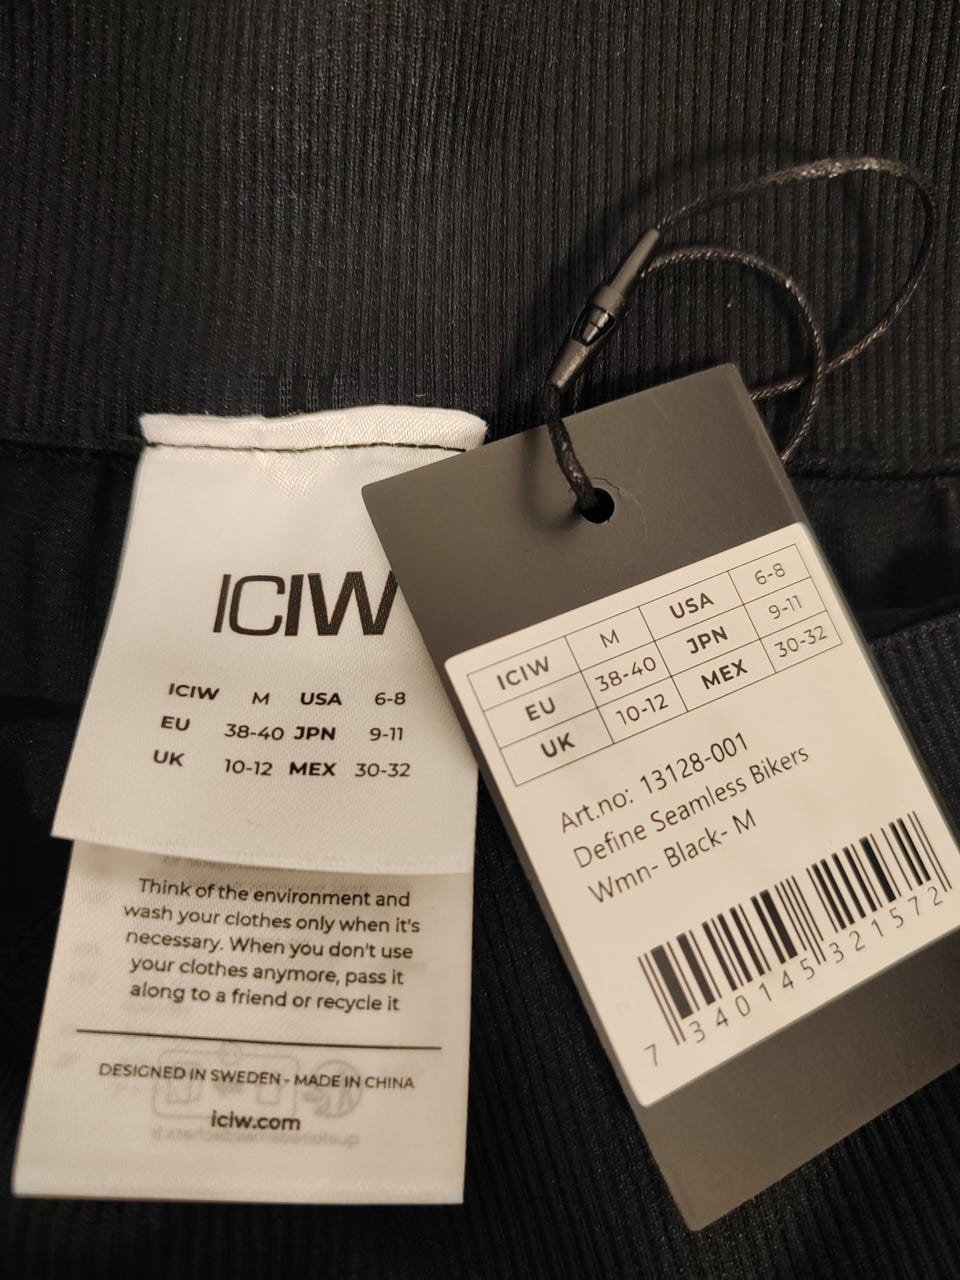 ICIW
ICIW M USA 6-8
EU 38-40 JPN 9-11
UK 10-12 MEX 30-32
Think of the environment and
wash your clothes only when it's
necessary. When you don't use
your clothes anymore, pass it
along to a friend or recycle it
DESIGNED IN SWEDEN - MADE IN CHINA
iciw.com
ICIW M USA 6-8
EU 38-40 JPN 9-11
UK 10-12 MEX 30-32
Art.no: 13128-001
Define Seamless Bikers
Wmn- Black- M
7 340145 321572